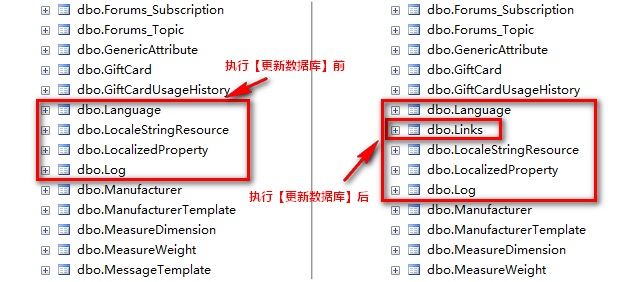 dbo.Forums_Subscription
dbo.Forums_Topic
dbo.GenericAttribute
dbo.GiftCard
dbo.GiftCardUsageHistory
dbo.Language
dbo.LocaleStringResource
dbo.LocalizedProperty
dbo.Log
dbo.Manufacturer
dbo.ManufacturerTemplate
dbo.MeasureDimension
dbo.MeasureWeight
dbo.MessageTemplate
执行【更新数据库】前
执行【更新数据库】后
dbo.Forums_Subscription
dbo.Forums_Topic
dbo.GenericAttribute
dbo.GiftCard
dbo.GiftCardUsageHistory
dbo.Language
dbo.Links
dbo.LocaleStringResource
dbo.LocalizedProperty
dbo.Log
dbo.Manufacturer
dbo.ManufacturerTemplate
dbo.MeasureDimension
dbo.MeasureWeight